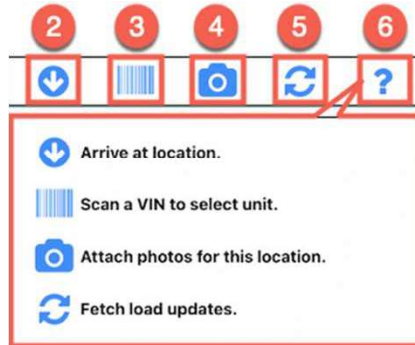 2 3 4 5 6
?
Arrive at location.
Scan a VIN to select unit.
Attach photos for this location.
Fetch load updates.